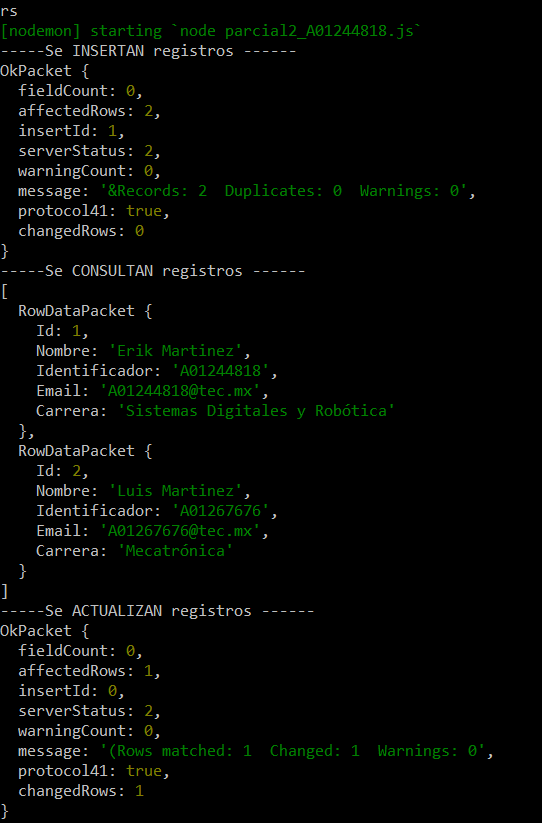 rs
[nodemon] starting `node parcial2_A01244818.js`
-----Se INSERTAN registros ------
OkPacket {
  fieldCount: 0,
  affectedRows: 2,
  insertId: 1,
  serverStatus: 2,
  warningCount: 0,
  message: '&Records: 2  Duplicates: 0  Warnings: 0',
  protocol41: true,
  changedRows: 0
}
-----Se CONSULTAN registros ------
[
  RowDataPacket {
    Id: 1,
    Nombre: 'Erik Martinez',
    Identificador: 'A01244818',
    Email: 'A01244818@tec.mx',
    Carrera: 'Sistemas Digitales y Robótica'
  },
  RowDataPacket {
    Id: 2,
    Nombre: 'Luis Martinez',
    Identificador: 'A01267676',
    Email: 'A01267676@tec.mx',
    Carrera: 'Mecatrónica'
  }
]
-----Se ACTUALIZAN registros ------
OkPacket {
  fieldCount: 0,
  affectedRows: 1,
  insertId: 0,
  serverStatus: 2,
  warningCount: 0,
  message: '(Rows matched: 1  Changed: 1  Warnings: 0',
  protocol41: true,
  changedRows: 1
}